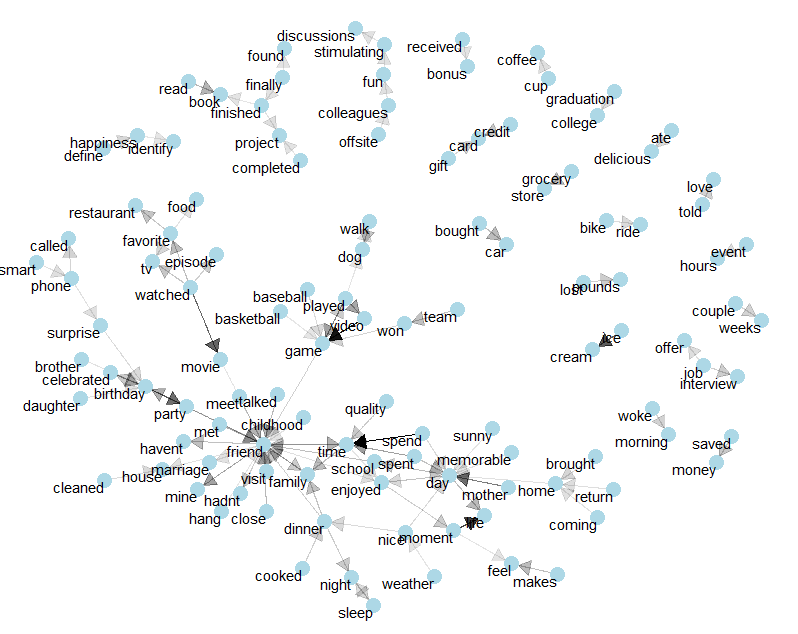 discussions
stimulating
received
found
coffee
bonus
fun
finally
read
cup
book
graduation
finished
colleagues
college
credit
ate
happiness
project
offsite
card
define
identify
delicious
completed
gift
grocery
love
store
restaurant
food
told
walk
bought
bike
ride
called
favorite
car
event
dog
smart
tv
episode
hours
phone
lost
pounds
watched
baseball
played
couple
basketball
video
team
won
weeks
surprise
ice
game
offer
cream
brother
movie
job
celebrated
interview
birthday
daughter
meet
talked
quality
party
woke
childhood
met
sunny
morning
saved
havent
friend
time
spend
memorable
brought
money
marriage
school
spent
house
visit
family
day
cleaned
mine
enjoyed
mother
home
return
hadnt
hang
close
life
coming
dinner
nice
moment
cooked
night
weather
feel
makes
sleep